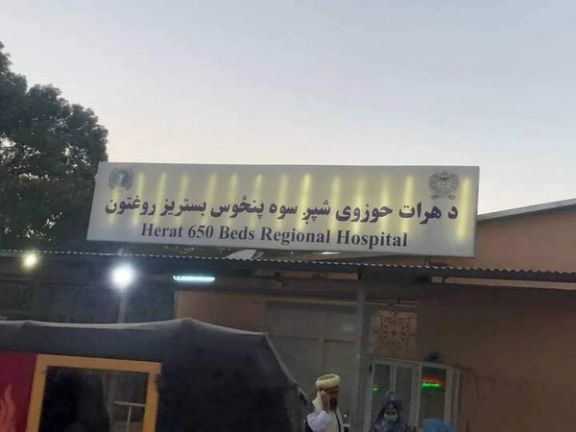 د هرات حوزوی شپږ سوه پنځوس بستریز روغتون
Herat 650 Beds Regional Hospital